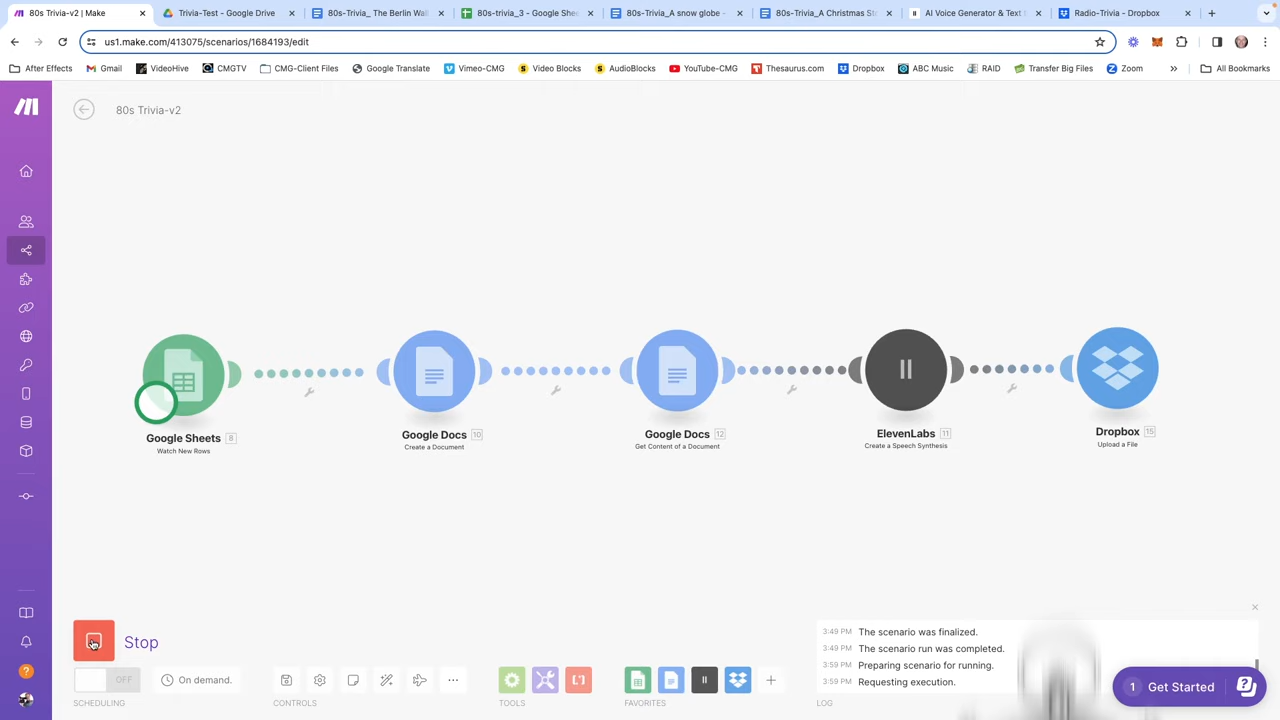 80s Trivia-v2 | Make
Trivia-Test - Google Drive
80s-Trivia_ The Berlin Wall
80s-trivia_3 - Google Shee
80s-Trivia_A snow globe -
80s-Trivia_A Christmas St
AI Voice Generator & Text t
Radio-Trivia - Dropbox
us1.make.com/413075/scenarios/1684193/edit
After Effects
Gmail
VideoHive
CMGTV
CMG-Client Files
Google Translate
Vimeo-CMG
Video Blocks
AudioBlocks
YouTube-CMG
Thesaurus.com
Dropbox
ABC Music
RAID
Transfer Big Files
Zoom
»
All Bookmarks
80s Trivia-v2
Google Sheets 8
Watch New Rows
Google Docs 10
Create a Document
Google Docs 12
Get Content of a Document
ElevenLabs 11
Create a Speech Synthesis
Dropbox 15
Upload a File
Stop
3:49 PM The scenario was finalized.
3:49 PM The scenario run was completed.
3:59 PM Preparing scenario for running.
3:59 PM Requesting execution.
OFF
On demand.
1 Get Started
SCHEDULING
CONTROLS
TOOLS
FAVORITES
LOG